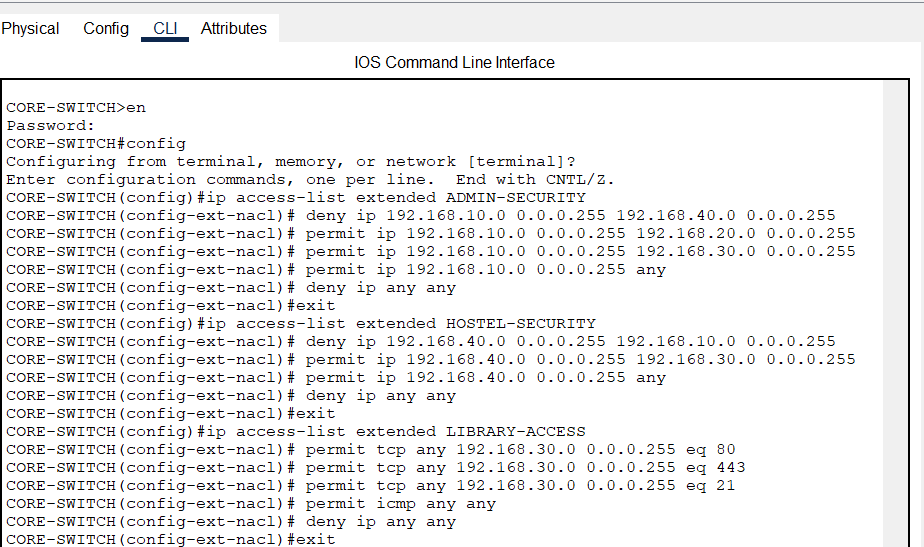 Physical Config CLI Attributes
IOS Command Line Interface
CORE-SWITCH>en
Password:
CORE-SWITCH#config
Configuring from terminal, memory, or network [terminal]?
Enter configuration commands, one per line.  End with CNTL/Z.
CORE-SWITCH(config)#ip access-list extended ADMIN-SECURITY
CORE-SWITCH(config-ext-nacl)# deny ip 192.168.10.0 0.0.0.255 192.168.40.0 0.0.0.255
CORE-SWITCH(config-ext-nacl)# permit ip 192.168.10.0 0.0.0.255 192.168.20.0 0.0.0.255
CORE-SWITCH(config-ext-nacl)# permit ip 192.168.10.0 0.0.0.255 192.168.30.0 0.0.0.255
CORE-SWITCH(config-ext-nacl)# permit ip 192.168.10.0 0.0.0.255 any
CORE-SWITCH(config-ext-nacl)# deny ip any any
CORE-SWITCH(config-ext-nacl)#exit
CORE-SWITCH(config)#ip access-list extended HOSTEL-SECURITY
CORE-SWITCH(config-ext-nacl)# deny ip 192.168.40.0 0.0.0.255 192.168.10.0 0.0.0.255
CORE-SWITCH(config-ext-nacl)# permit ip 192.168.40.0 0.0.0.255 192.168.30.0 0.0.0.255
CORE-SWITCH(config-ext-nacl)# permit ip 192.168.40.0 0.0.0.255 any
CORE-SWITCH(config-ext-nacl)# deny ip any any
CORE-SWITCH(config-ext-nacl)#exit
CORE-SWITCH(config)#ip access-list extended LIBRARY-ACCESS
CORE-SWITCH(config-ext-nacl)# permit tcp any 192.168.30.0 0.0.0.255 eq 80
CORE-SWITCH(config-ext-nacl)# permit tcp any 192.168.30.0 0.0.0.255 eq 443
CORE-SWITCH(config-ext-nacl)# permit tcp any 192.168.30.0 0.0.0.255 eq 21
CORE-SWITCH(config-ext-nacl)# permit icmp any any
CORE-SWITCH(config-ext-nacl)# deny ip any any
CORE-SWITCH(config-ext-nacl)#exit